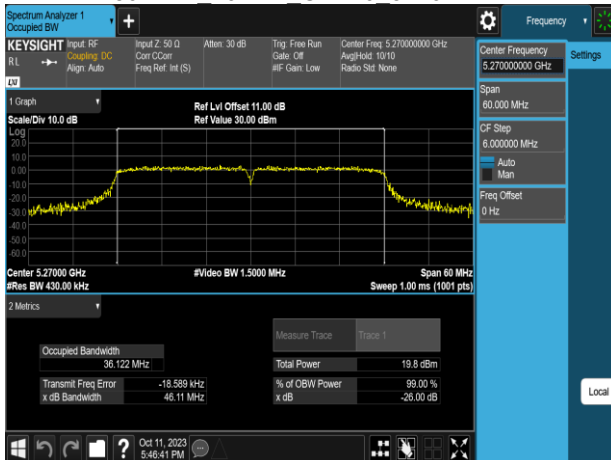 Spectrum Analyzer 1
Occupied BW
Frequency
KEYSIGHT
Input: RF
Input Z: 50 Ω
Atten: 30 dB
Trig: Free Run
Center Freq: 5.270000000 GHz
RL
Coupling: DC
Corr CCorr
Gate: Off
Avg|Hold: 10/10
Align: Auto
Freq Ref: Int (S)
#IF Gain: Low
Radio Std: None
LXI
Center Frequency
5.270000000 GHz
Settings
Span
60.000 MHz
CF Step
6.000000 MHz
Auto
Man
Freq Offset
0 Hz
Local
1 Graph
Ref Lvl Offset 11.00 dB
Scale/Div 10.0 dB
Ref Value 30.00 dBm
Log
20.0
10.0
0.00
-10.0
-20.0
-30.0
-40.0
-50.0
-60.0
Center 5.27000 GHz
#Video BW 1.5000 MHz
Span 60 MHz
#Res BW 430.00 kHz
Sweep 1.00 ms (1001 pts)
2 Metrics
Measure Trace
Trace 1
Occupied Bandwidth
36.122 MHz
Total Power
19.8 dBm
Transmit Freq Error
-18.589 kHz
% of OBW Power
99.00 %
x dB Bandwidth
46.11 MHz
x dB
-26.00 dB
?
Oct 11, 2023
5:46:41 PM